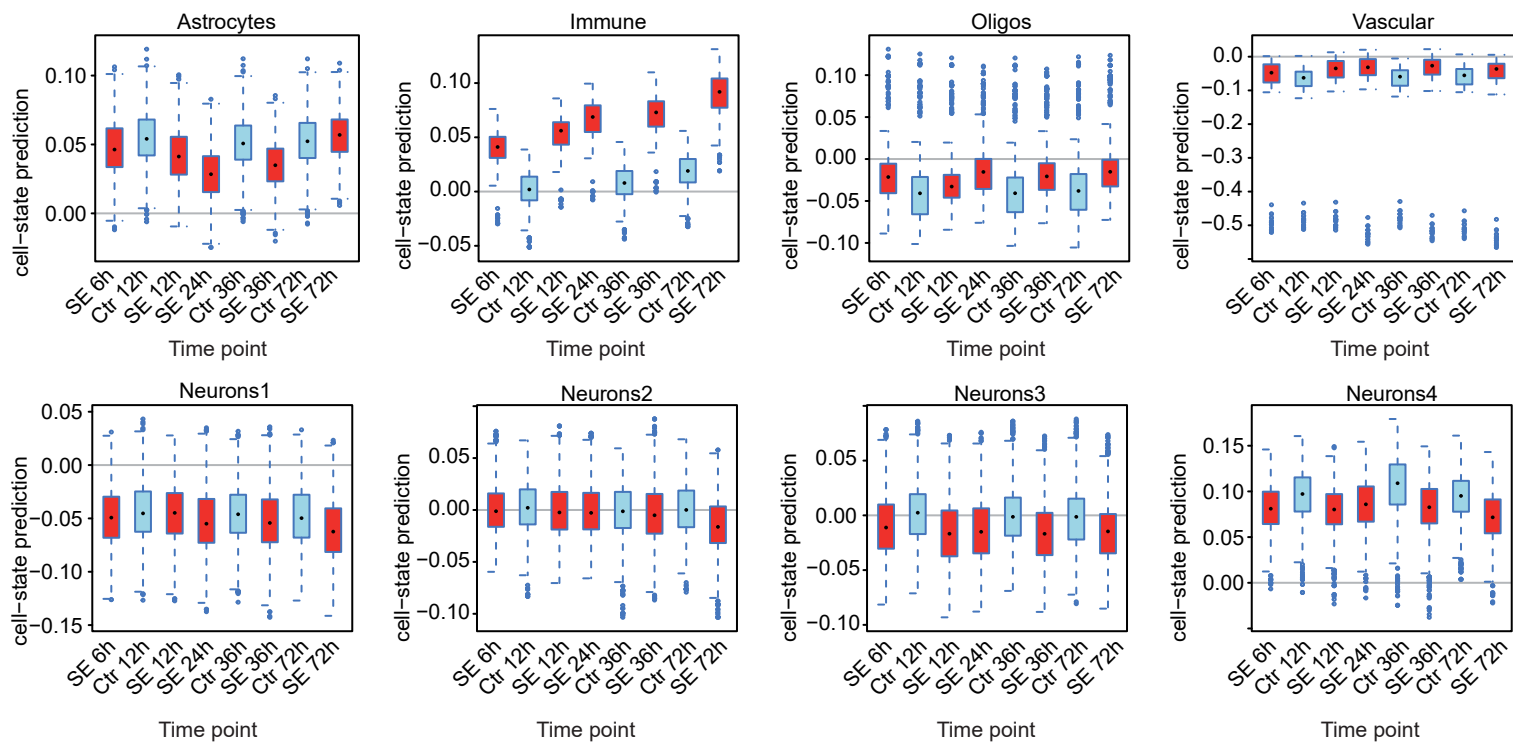 Astrocytes
cell−state prediction
0.10
0.05
0.00
SE 6h
Ctr 12h
SE 12h
SE 24h
Ctr 36h
SE 36h
Ctr 72h
SE 72h
Time point
Immune
cell−state prediction
0.10
0.05
0.00
−0.05
SE 6h
Ctr 12h
SE 12h
SE 24h
Ctr 36h
SE 36h
Ctr 72h
SE 72h
Time point
Oligos
cell−state prediction
0.10
0.05
0.00
−0.05
−0.10
SE 6h
Ctr 12h
SE 12h
SE 24h
Ctr 36h
SE 36h
Ctr 72h
SE 72h
Time point
Vascular
cell−state prediction
0.0
−0.1
−0.2
−0.3
−0.4
−0.5
SE 6h
Ctr 12h
SE 12h
SE 24h
Ctr 36h
SE 36h
Ctr 72h
SE 72h
Time point
Neurons1
cell−state prediction
0.05
0.00
−0.05
−0.10
−0.15
SE 6h
Ctr 12h
SE 12h
SE 24h
Ctr 36h
SE 36h
Ctr 72h
SE 72h
Time point
Neurons2
cell−state prediction
0.05
0.00
−0.05
−0.10
SE 6h
Ctr 12h
SE 12h
SE 24h
Ctr 36h
SE 36h
Ctr 72h
SE 72h
Time point
Neurons3
cell−state prediction
0.05
0.00
−0.10
SE 6h
Ctr 12h
SE 12h
SE 24h
Ctr 36h
SE 36h
Ctr 72h
SE 72h
Time point
Neurons4
cell−state prediction
0.15
0.10
0.05
0.00
SE 6h
Ctr 12h
SE 12h
SE 24h
Ctr 36h
SE 36h
Ctr 72h
SE 72h
Time point